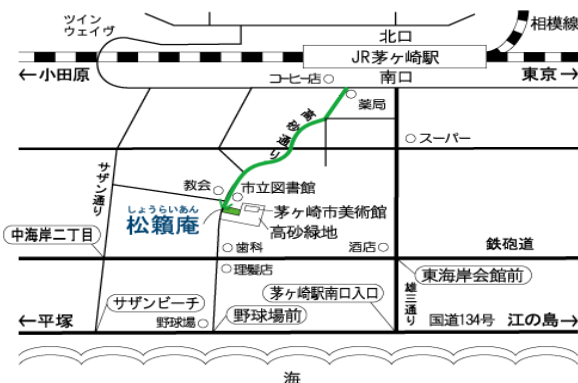 ツイン
ウェイヴ
北口
相模線
JR茅ヶ崎駅
←小田原
コーヒー店
南口
東京→
薬局
高砂通り
スーパー
サザン通り
教会
市立図書館
しょうらいあん
松籟庵
茅ヶ崎市美術館
高砂緑地
中海岸二丁目
歯科
酒店
鉄砲道
理髪店
東海岸会館前
サザンビーチ
茅ヶ崎駅南口入口
雄三通り
←平塚
野球場
野球場前
国道134号
江の島→
海